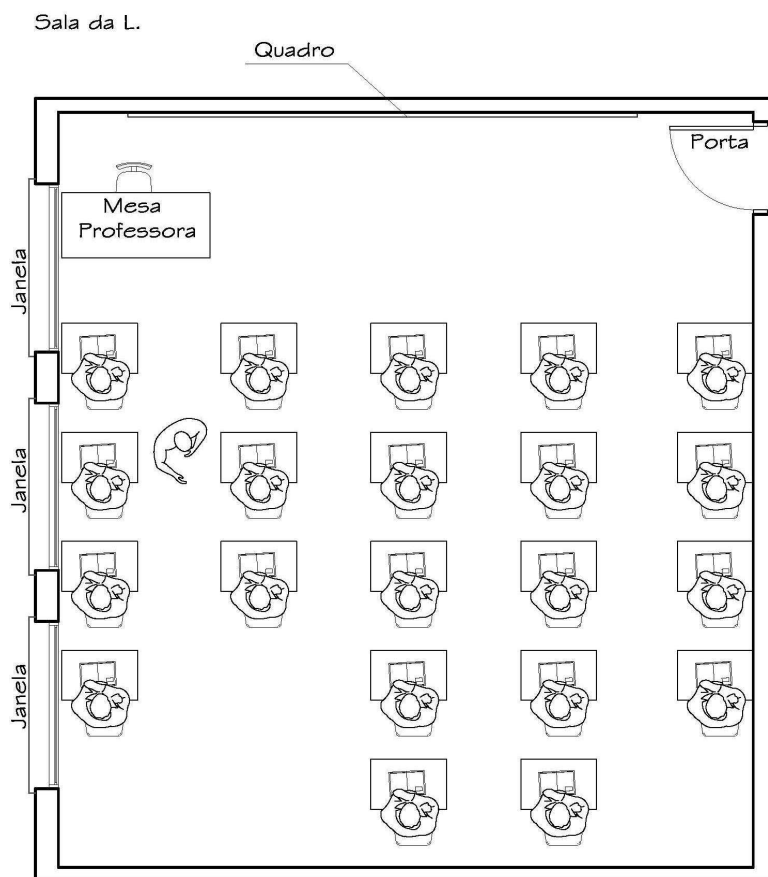 Sala da L.
Quadro
Porta
Mesa
Professora
Janela
Janela
Janela